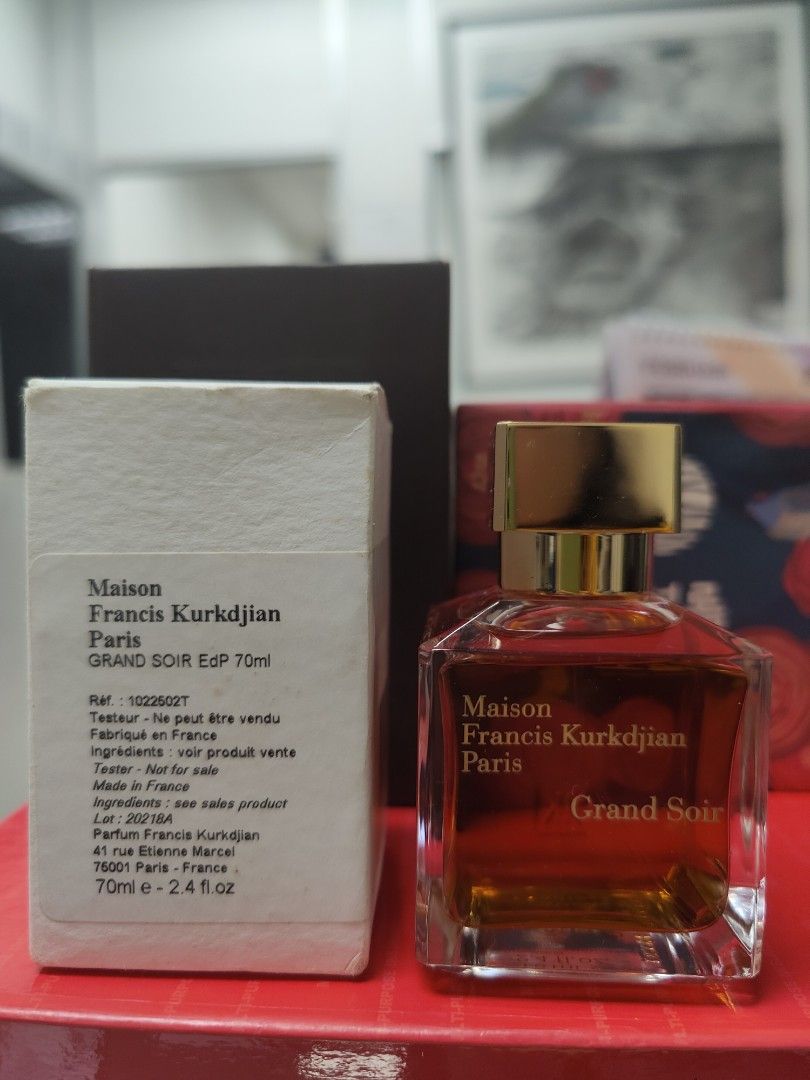 Maison
Francis Kurkdjian
Paris
GRAND SOIR EdP 70ml
Réf. : 1022502T
Testeur - Ne peut être vendu
Fabriqué en France
Ingrédients : voir produit vente
Tester - Not for sale
Made in France
Ingredients : see sales product
Lot : 20218A
Parfum Francis Kurkdjian
41 rue Etienne Marcel
75001 Paris - France
70ml e - 2.4 fl.oz
Maison
Francis Kurkdjian
Paris
Grand Soir